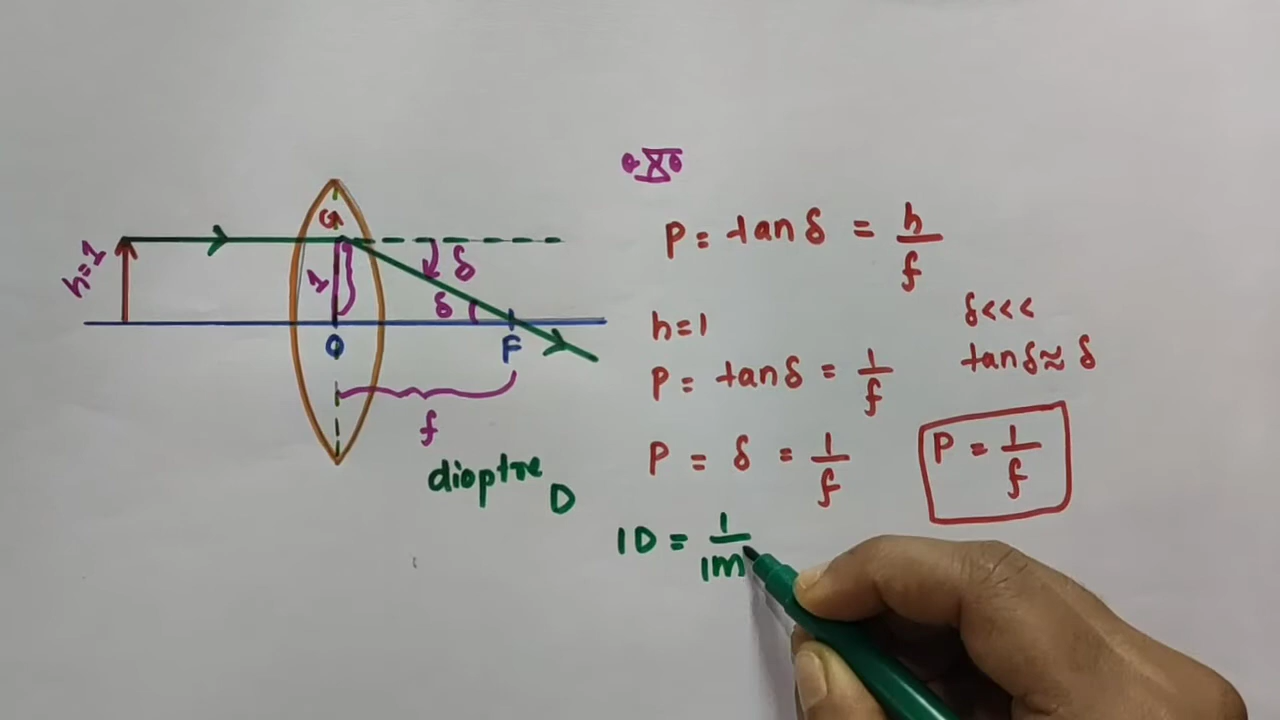 P = tan δ = h/f
h=1
G
1
δ
δ
O
F
f
h=1
δ<<<
P = tan δ = 1/f
tan δ ≈ δ
P = δ = 1/f
P = 1/f
dioptre D
1D = 1/1m